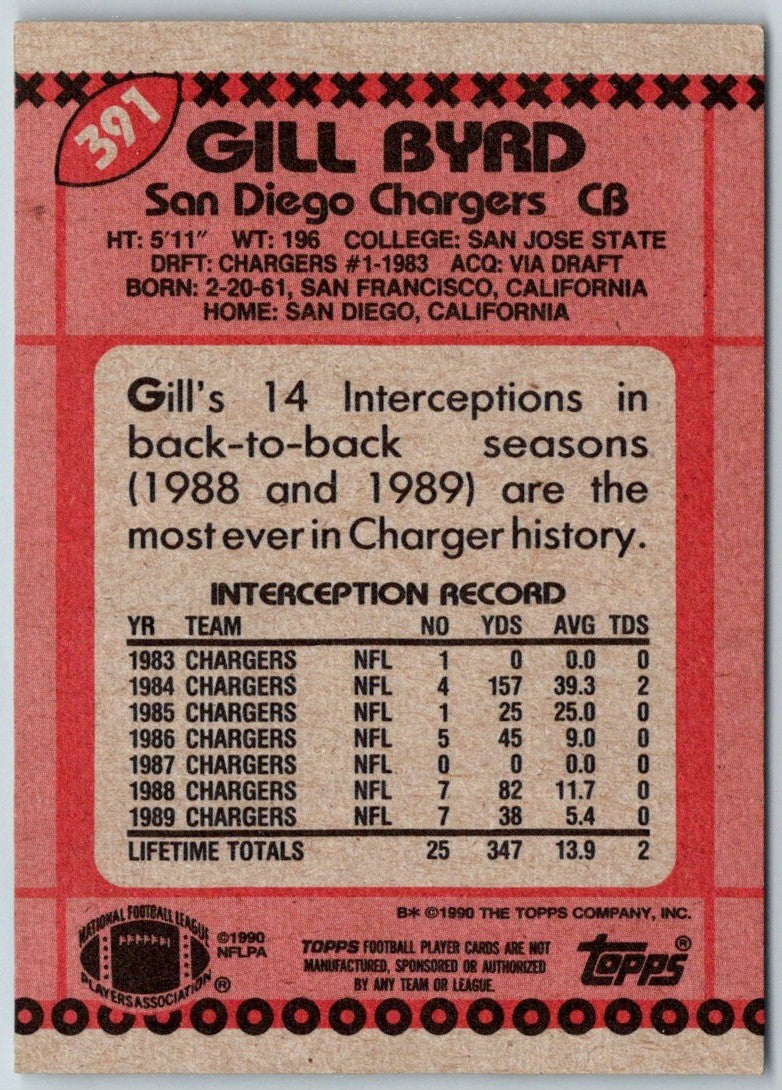 391
GILL BYRD
San Diego Chargers CB
HT: 5'11" WT: 196 COLLEGE: SAN JOSE STATE
DRFT: CHARGERS #1-1983 ACQ: VIA DRAFT
BORN: 2-20-61, SAN FRANCISCO, CALIFORNIA
HOME: SAN DIEGO, CALIFORNIA
Gill's 14 Interceptions in
back-to-back seasons
(1988 and 1989) are the
most ever in Charger history.
INTERCEPTION RECORD
YR TEAM NO YDS AVG TDS
1983 CHARGERS NFL 1 0 0.0 0
1984 CHARGERS NFL 4 157 39.3 2
1985 CHARGERS NFL 1 25 25.0 0
1986 CHARGERS NFL 5 45 9.0 0
1987 CHARGERS NFL 0 0 0.0 0
1988 CHARGERS NFL 7 82 11.7 0
1989 CHARGERS NFL 7 38 5.4 0
LIFETIME TOTALS 25 347 13.9 2
B* ©1990 THE TOPPS COMPANY, INC.
NATIONAL FOOTBALL LEAGUE
PLAYERS ASSOCIATION ®
©1990
NFLPA
TOPPS FOOTBALL PLAYER CARDS ARE NOT
MANUFACTURED, SPONSORED OR AUTHORIZED
BY ANY TEAM OR LEAGUE.
topps®